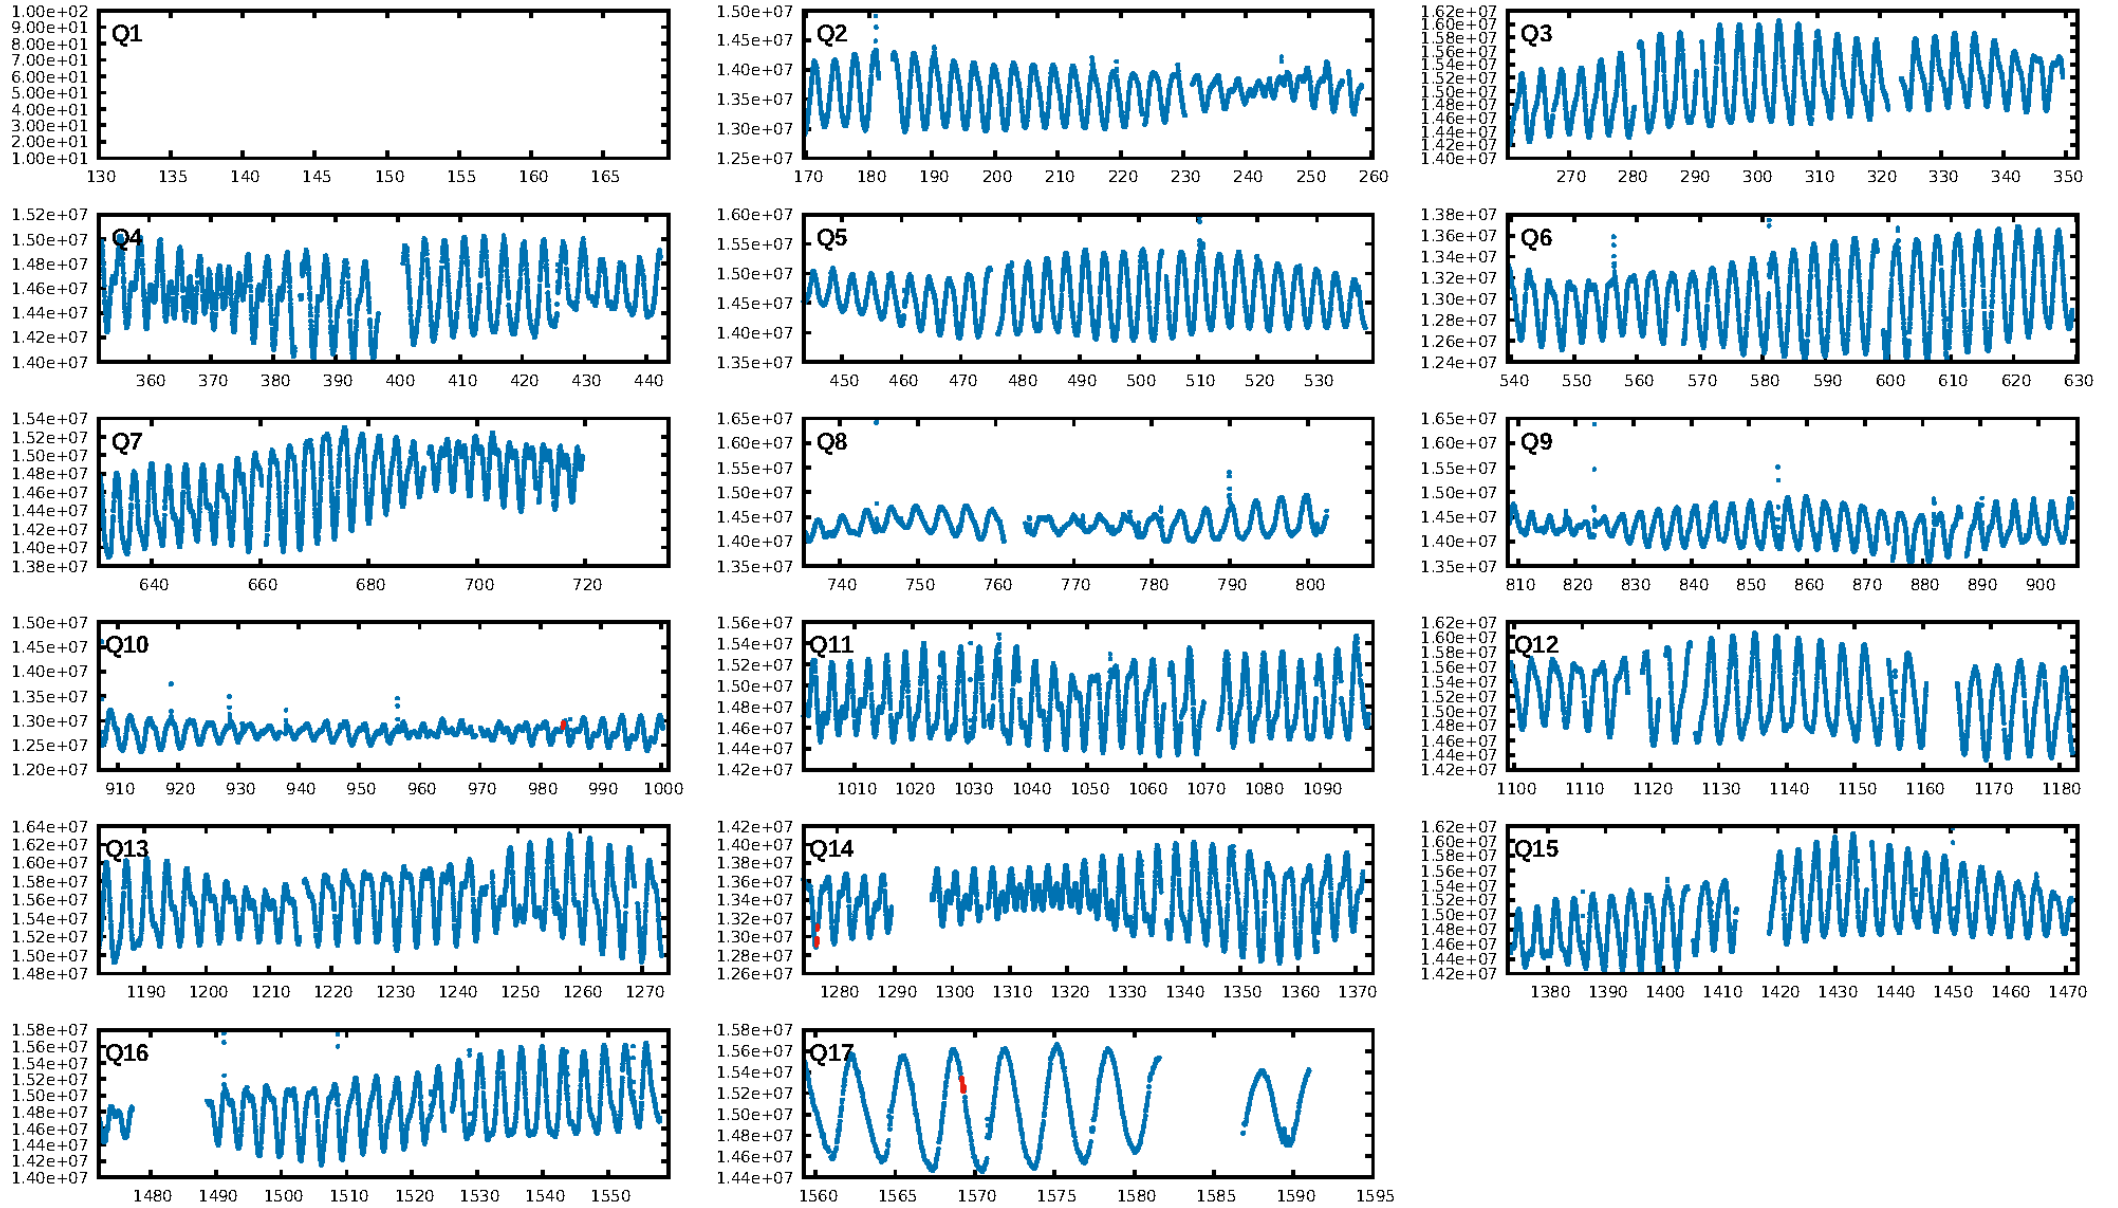 Q1
1.00e+02
9.00e+01
8.00e+01
7.00e+01
6.00e+01
5.00e+01
4.00e+01
3.00e+01
2.00e+01
1.00e+01
130 135 140 145 150 155 160 165
Q2
1.50e+07
1.45e+07
1.40e+07
1.35e+07
1.30e+07
1.25e+07
170 180 190 200 210 220 230 240 250 260
Q3
1.62e+07
1.60e+07
1.58e+07
1.56e+07
1.54e+07
1.52e+07
1.50e+07
1.48e+07
1.46e+07
1.44e+07
1.42e+07
1.40e+07
270 280 290 300 310 320 330 340 350
Q4
1.52e+07
1.50e+07
1.48e+07
1.46e+07
1.44e+07
1.42e+07
1.40e+07
360 370 380 390 400 410 420 430 440
Q5
1.60e+07
1.55e+07
1.50e+07
1.45e+07
1.40e+07
1.35e+07
450 460 470 480 490 500 510 520 530
Q6
1.38e+07
1.36e+07
1.34e+07
1.32e+07
1.30e+07
1.28e+07
1.26e+07
1.24e+07
540 550 560 570 580 590 600 610 620 630
Q7
1.54e+07
1.52e+07
1.50e+07
1.48e+07
1.46e+07
1.44e+07
1.42e+07
1.40e+07
1.38e+07
640 660 680 700 720
Q8
1.65e+07
1.60e+07
1.55e+07
1.50e+07
1.45e+07
1.40e+07
1.35e+07
740 750 760 770 780 790 800
Q9
1.65e+07
1.60e+07
1.55e+07
1.50e+07
1.45e+07
1.40e+07
1.35e+07
810 820 830 840 850 860 870 880 890 900
Q10
1.50e+07
1.45e+07
1.40e+07
1.35e+07
1.30e+07
1.25e+07
1.20e+07
910 920 930 940 950 960 970 980 990 1000
Q11
1.56e+07
1.54e+07
1.52e+07
1.50e+07
1.48e+07
1.46e+07
1.44e+07
1.42e+07
1010 1020 1030 1040 1050 1060 1070 1080 1090
Q12
1.62e+07
1.60e+07
1.58e+07
1.56e+07
1.54e+07
1.52e+07
1.50e+07
1.48e+07
1.46e+07
1.44e+07
1.42e+07
1100 1110 1120 1130 1140 1150 1160 1170 1180
Q13
1.64e+07
1.62e+07
1.60e+07
1.58e+07
1.56e+07
1.54e+07
1.52e+07
1.50e+07
1.48e+07
1190 1200 1210 1220 1230 1240 1250 1260 1270
Q14
1.42e+07
1.40e+07
1.38e+07
1.36e+07
1.34e+07
1.32e+07
1.30e+07
1.28e+07
1.26e+07
1280 1290 1300 1310 1320 1330 1340 1350 1360 1370
Q15
1.62e+07
1.60e+07
1.58e+07
1.56e+07
1.54e+07
1.52e+07
1.50e+07
1.48e+07
1.46e+07
1.44e+07
1.42e+07
1380 1390 1400 1410 1420 1430 1440 1450 1460 1470
Q16
1.58e+07
1.56e+07
1.54e+07
1.52e+07
1.50e+07
1.48e+07
1.46e+07
1.44e+07
1.42e+07
1.40e+07
1480 1490 1500 1510 1520 1530 1540 1550
Q17
1.58e+07
1.56e+07
1.54e+07
1.52e+07
1.50e+07
1.48e+07
1.46e+07
1.44e+07
1560 1565 1570 1575 1580 1585 1590 1595